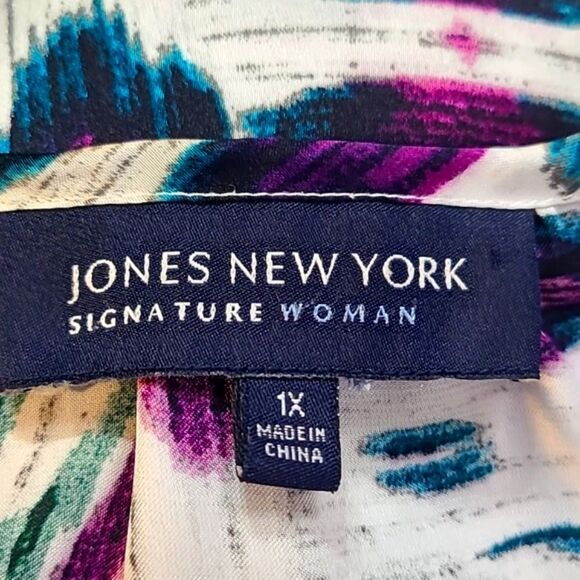 JONES NEW YORK
SIGNATURE WOMAN
1X
MADE IN
CHINA